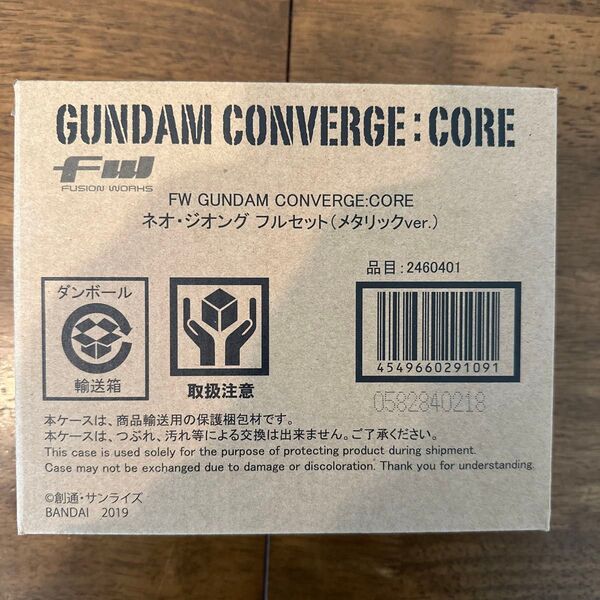 GUNDAM CONVERGE:CORE
FW
FUSION WORKS
FW GUNDAM CONVERGE:CORE
ネオ・ジオング フルセット(メタリックver.)
品目:2460401
ダンボール
輸送箱
取扱注意
4549660291091
0582840218
本ケースは、商品輸送用の保護梱包材です。
本ケースは、つぶれ、汚れ等による交換は出来ません。ご了承ください。
This case is used solely for the purpose of protecting product during shipment.
Case may not be exchanged due to damage or discoloration. Thank you for understanding.
©創通・サンライズ
BANDAI 2019